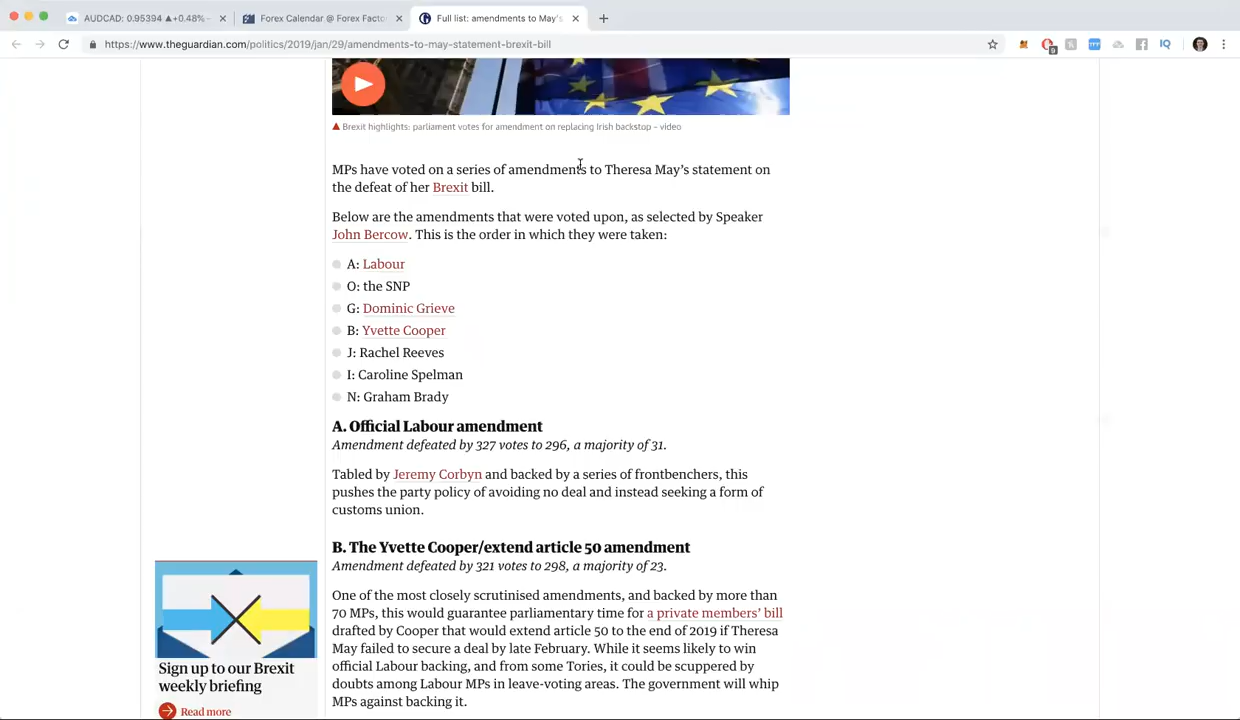 AUDCAD: 0.95394 ▲+0.48%
Forex Calendar @ Forex Facto
Full list: amendments to May's
https://www.theguardian.com/politics/2019/jan/29/amendments-to-may-statement-brexit-bill
9
TPP
IQ
▲ Brexit highlights: parliament votes for amendment on replacing Irish backstop – video
MPs have voted on a series of amendments to Theresa May’s statement on
the defeat of her Brexit bill.
Below are the amendments that were voted upon, as selected by Speaker
John Bercow. This is the order in which they were taken:
A: Labour
O: the SNP
G: Dominic Grieve
B: Yvette Cooper
J: Rachel Reeves
I: Caroline Spelman
N: Graham Brady
A. Official Labour amendment
Amendment defeated by 327 votes to 296, a majority of 31.
Tabled by Jeremy Corbyn and backed by a series of frontbenchers, this
pushes the party policy of avoiding no deal and instead seeking a form of
customs union.
B. The Yvette Cooper/extend article 50 amendment
Amendment defeated by 321 votes to 298, a majority of 23.
One of the most closely scrutinised amendments, and backed by more than
70 MPs, this would guarantee parliamentary time for a private members’ bill
drafted by Cooper that would extend article 50 to the end of 2019 if Theresa
May failed to secure a deal by late February. While it seems likely to win
official Labour backing, and from some Tories, it could be scuppered by
doubts among Labour MPs in leave-voting areas. The government will whip
MPs against backing it.
Sign up to our Brexit
weekly briefing
Read more